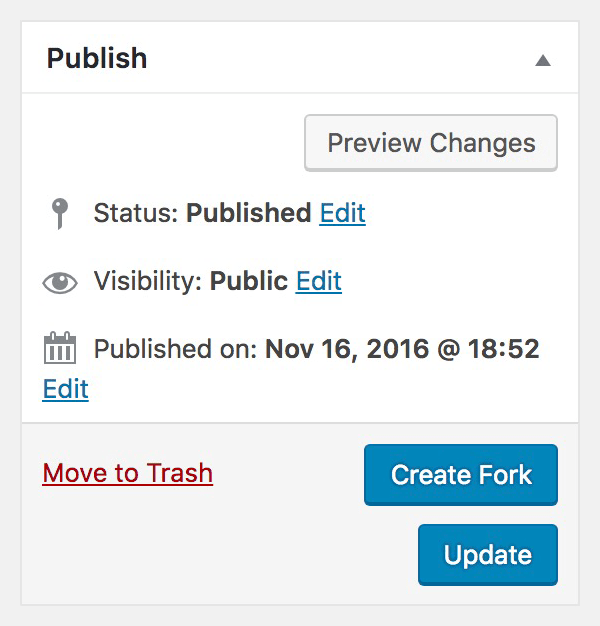 Publish
Preview Changes
Status: Published Edit
Visibility: Public Edit
Published on: Nov 16, 2016 @ 18:52
Edit
Move to Trash
Create Fork
Update